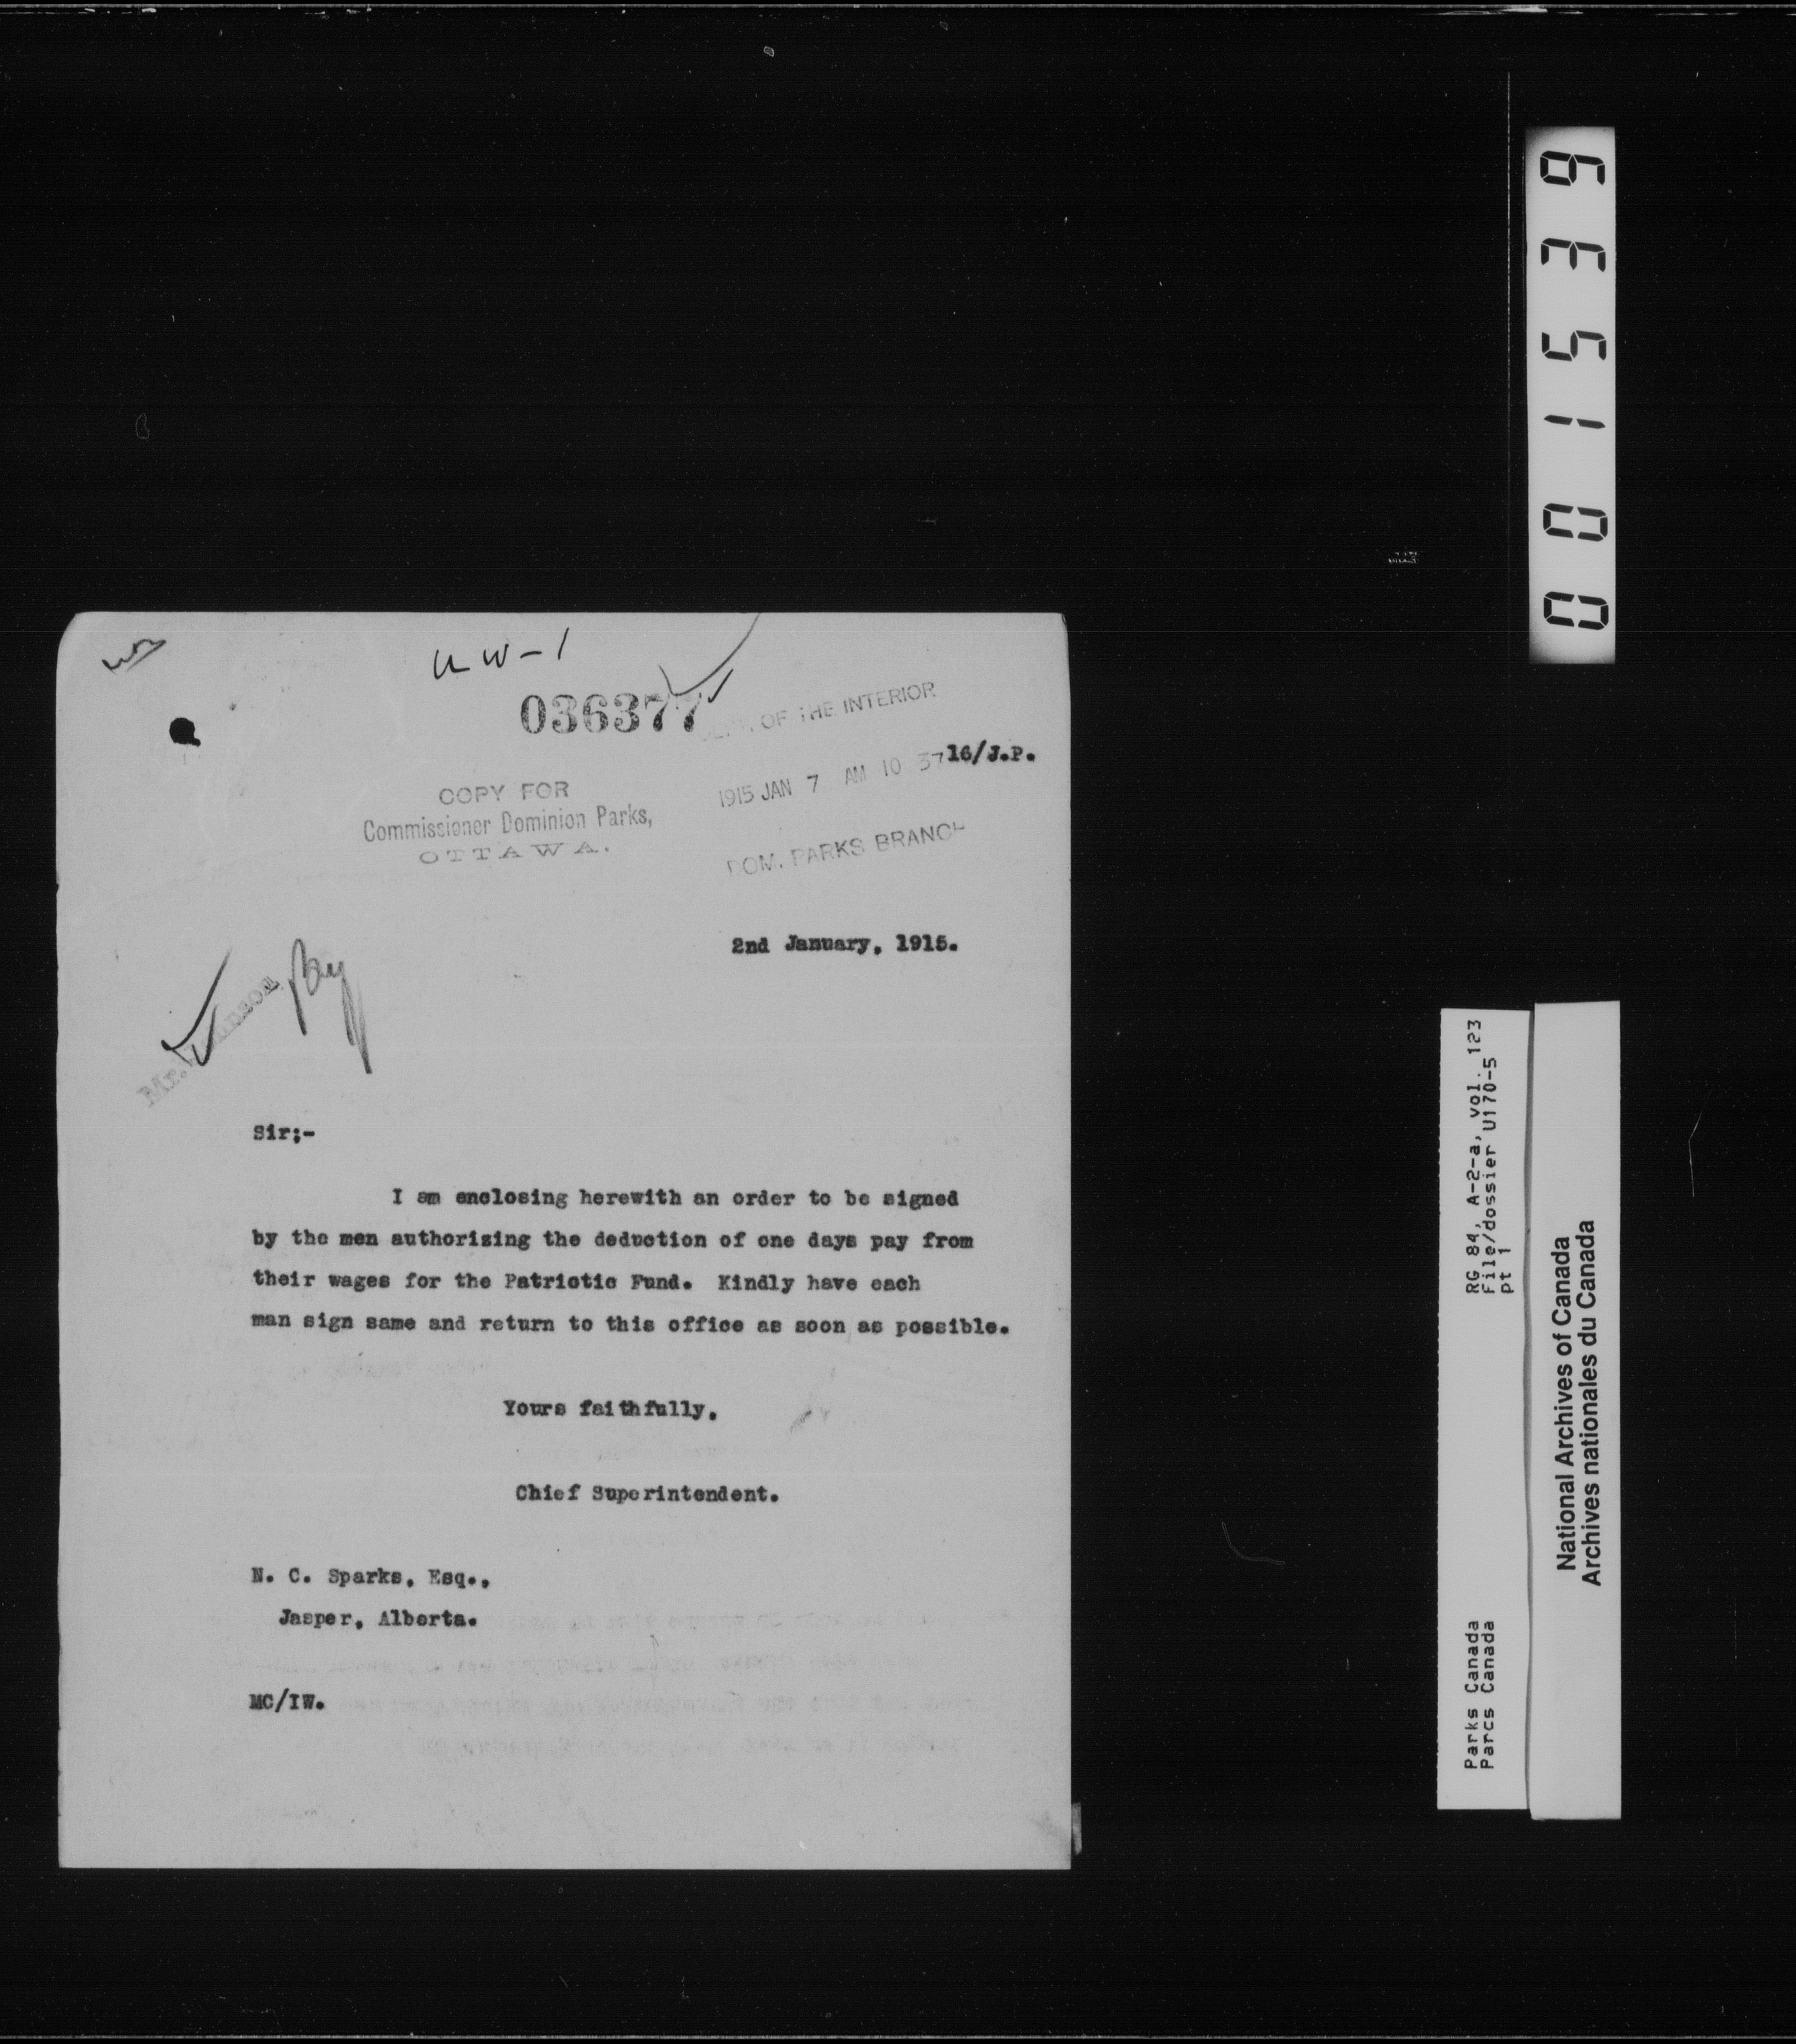 UW-1
036377
DEPT. OF THE INTERIOR
16/J.P.
1915 JAN 7 AM 10 37
COPY FOR
Commissioner Dominion Parks,
OTTAWA.
DOM. PARKS BRANCH
2nd January, 1915.
Mr.
Sir;-
I am enclosing herewith an order to be signed
by the men authorizing the deduction of one days pay from
their wages for the Patriotic Fund. Kindly have each
man sign same and return to this office as soon as possible.
Yours faithfully,
Chief Superintendent.
N. C. Sparks, Esq.,
Jasper, Alberta.
MC/IW.
001539
RG 84, A-2-a, vol. 123
File/dossier U170-5
pt 1
Parks Canada
Parcs Canada
National Archives of Canada
Archives nationales du Canada